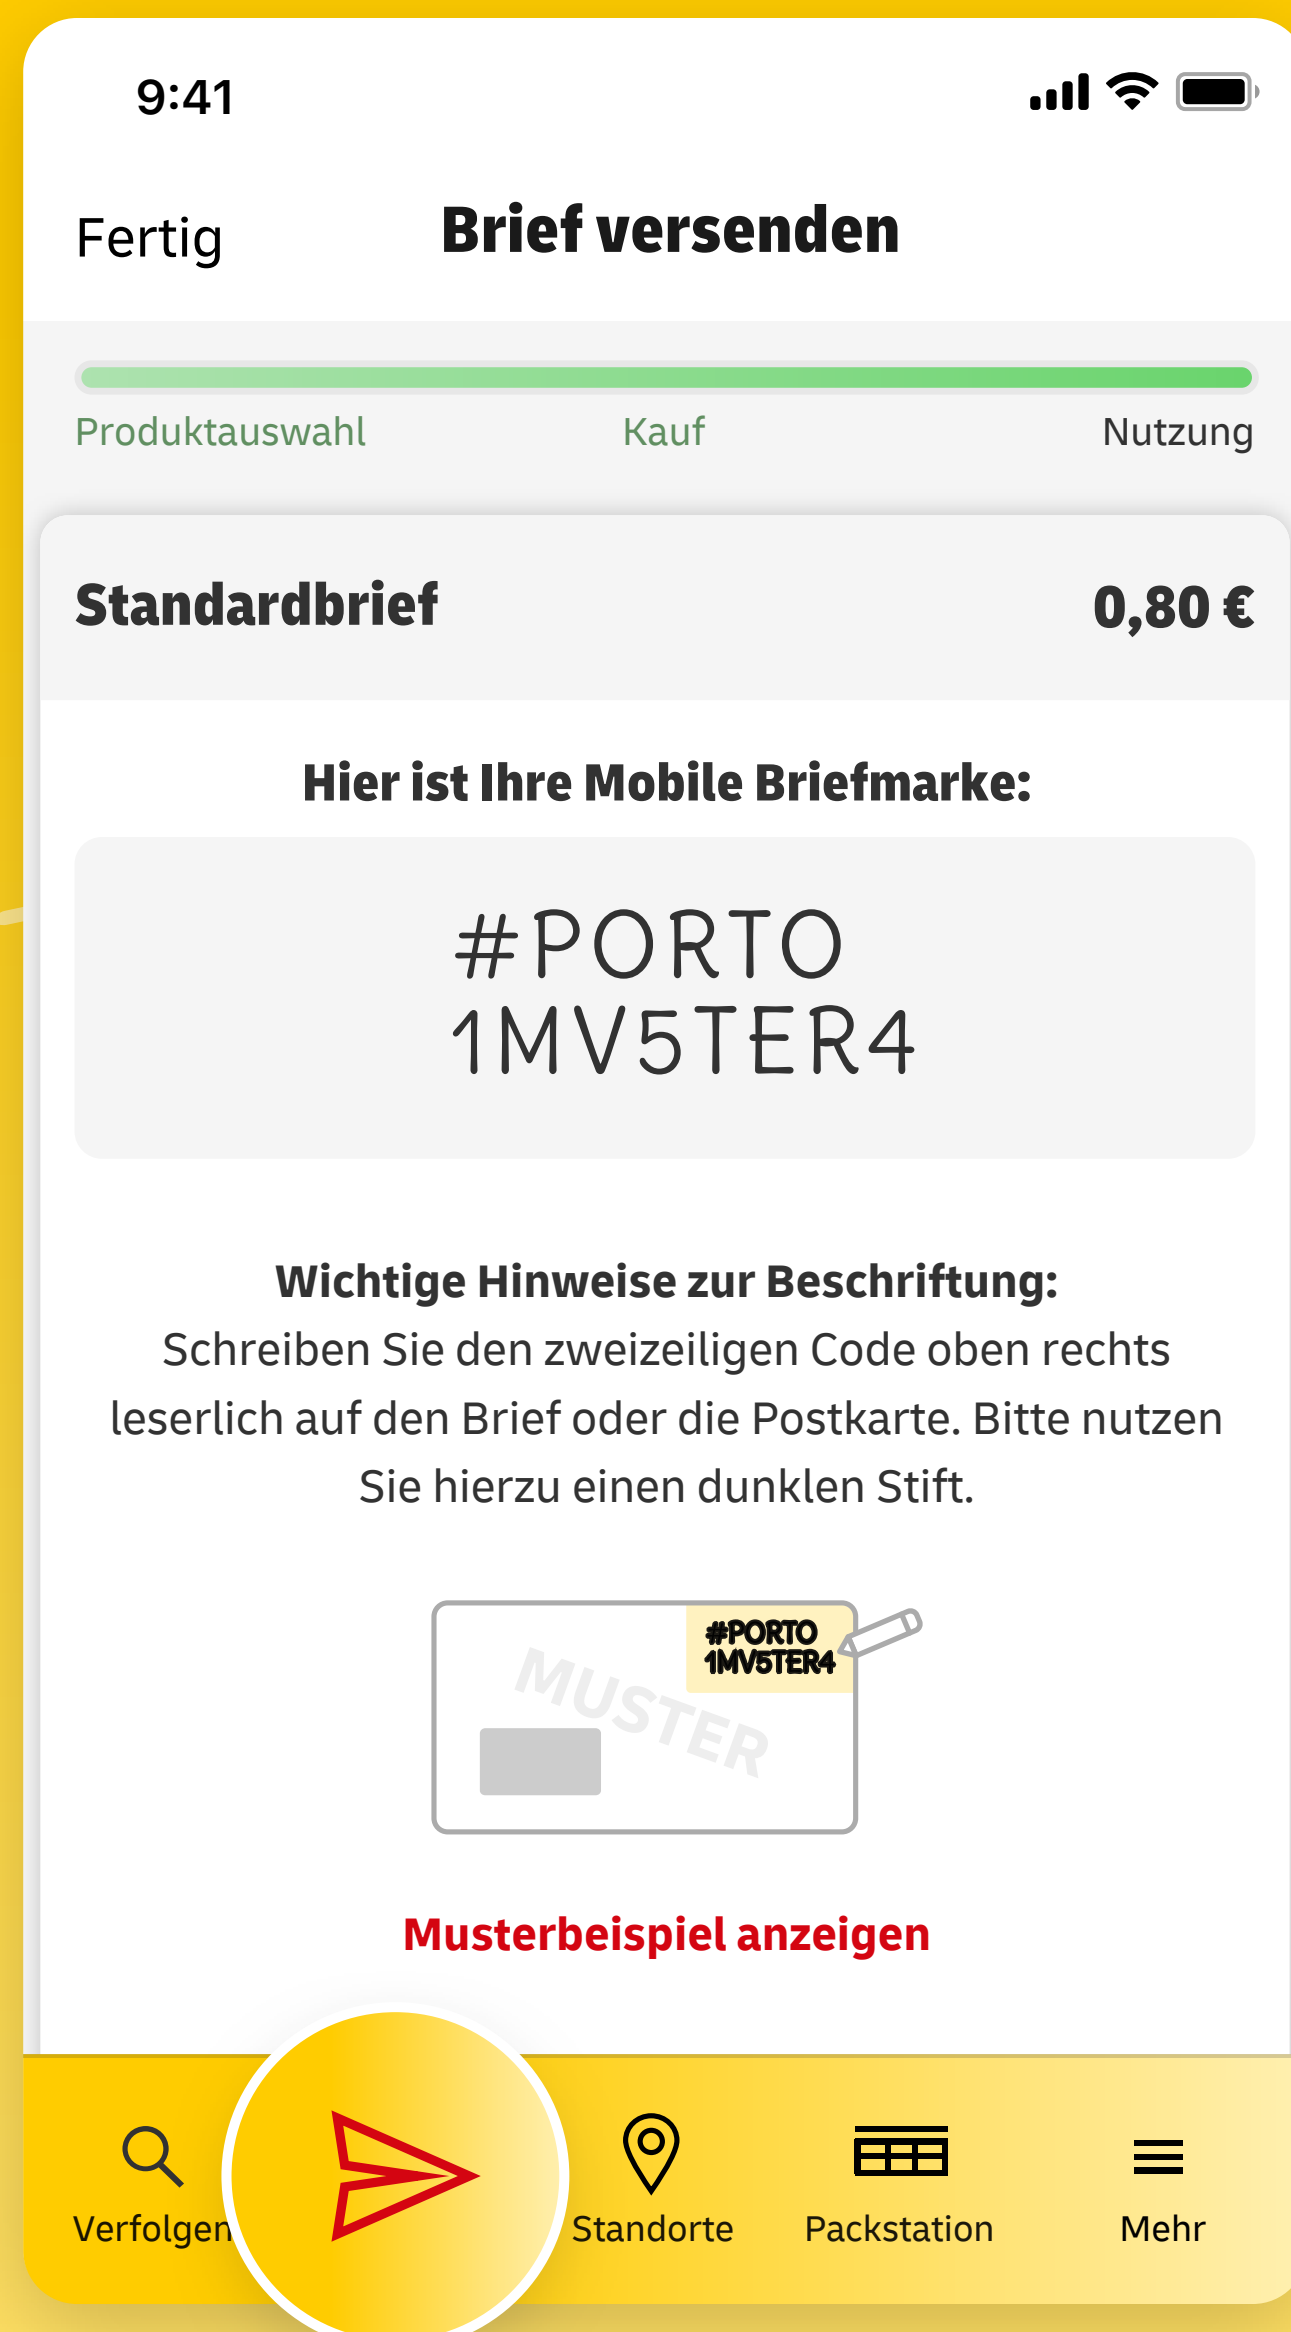 9:41
Fertig
Brief versenden
Produktauswahl Kauf Nutzung
Standardbrief 0,80 €
Hier ist Ihre Mobile Briefmarke:
#PORTO
1MV5TER4
Wichtige Hinweise zur Beschriftung:
Schreiben Sie den zweizeiligen Code oben rechts
leserlich auf den Brief oder die Postkarte. Bitte nutzen
Sie hierzu einen dunklen Stift.
#PORTO
1MV5TER4
MUSTER
Musterbeispiel anzeigen
Verfolgen Standorte Packstation Mehr